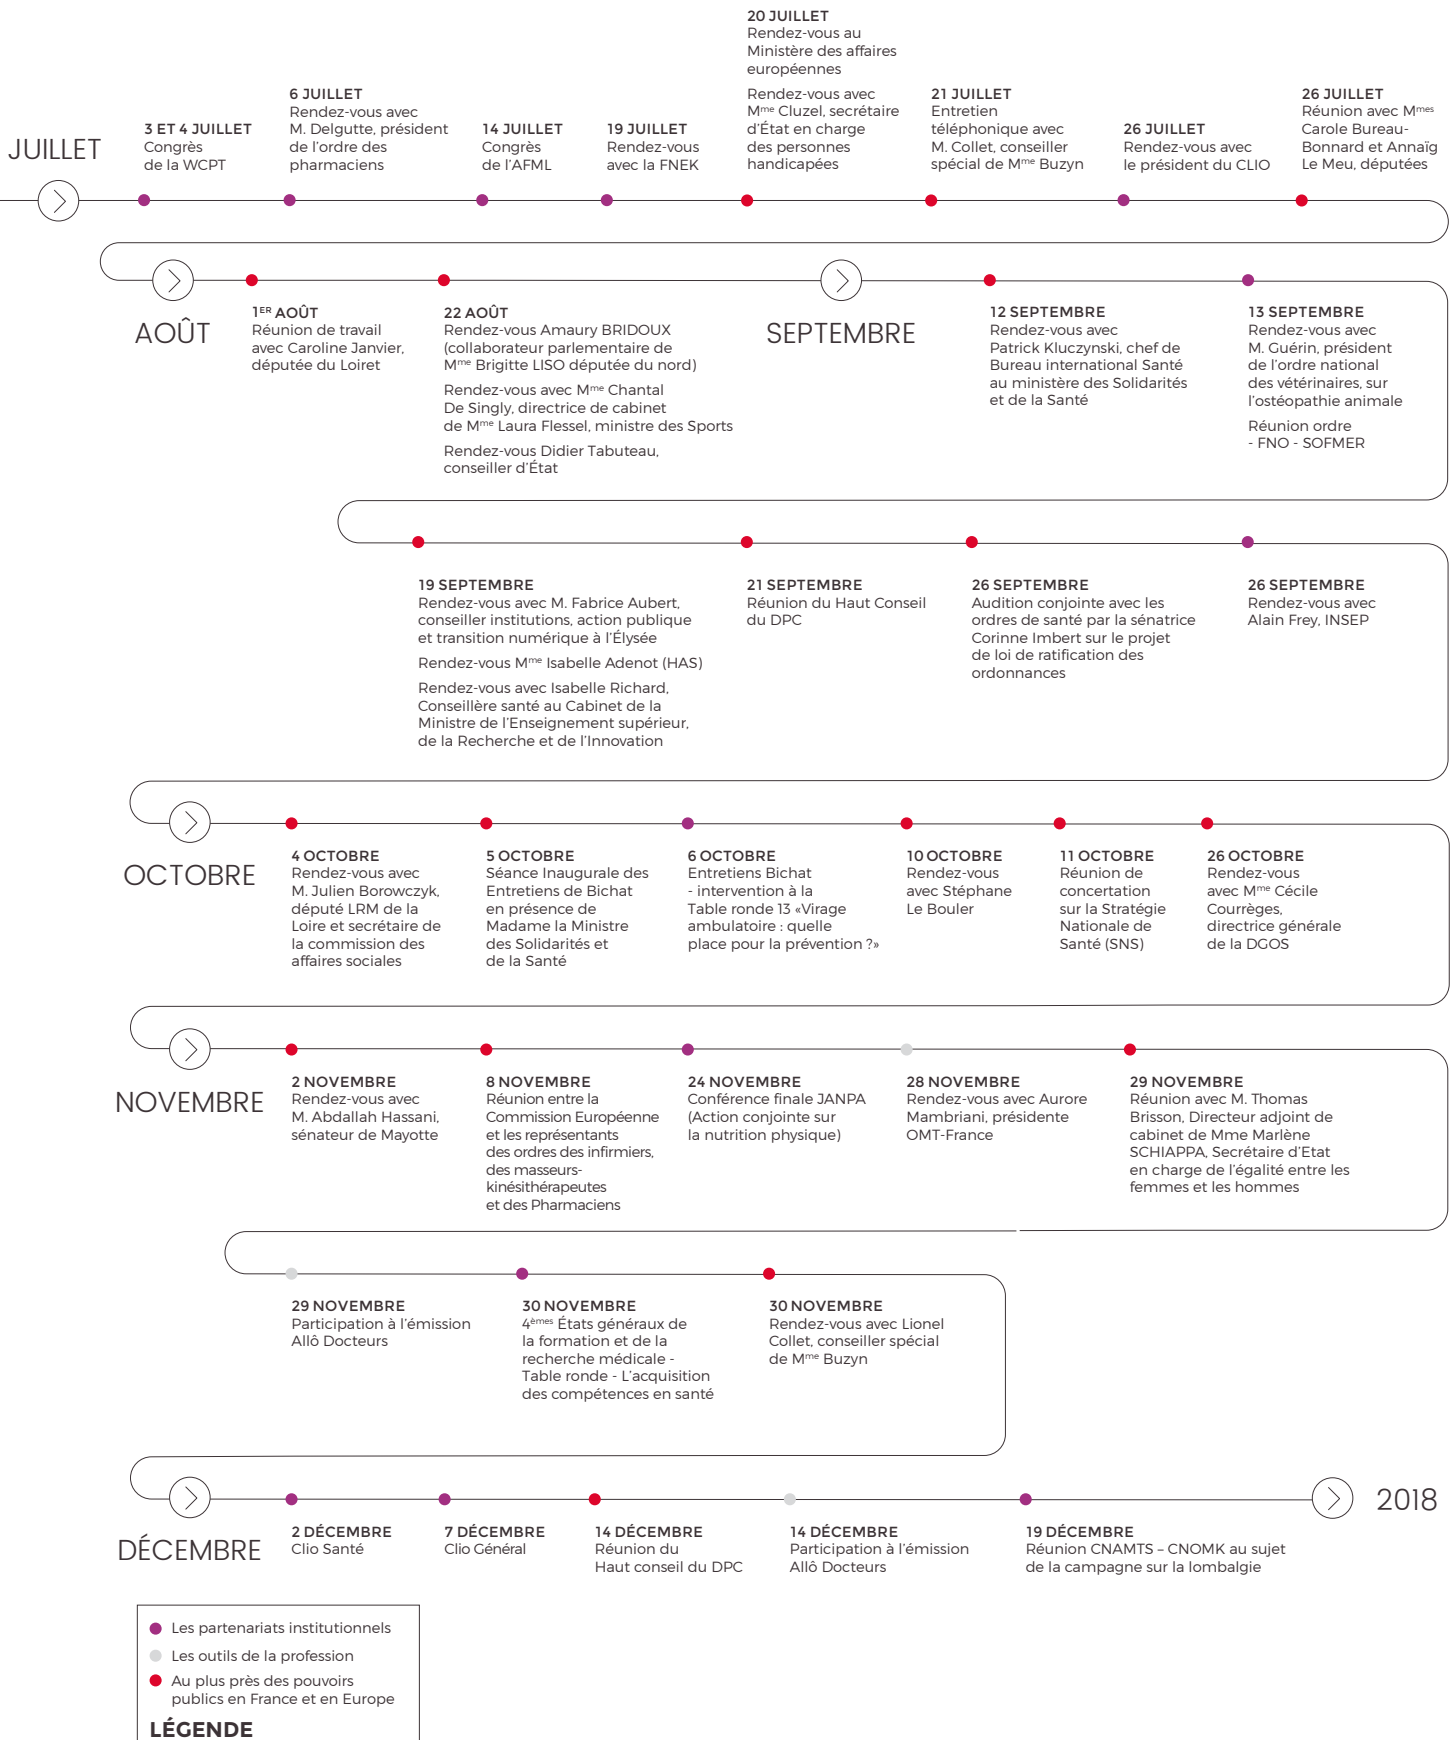 JUILLET
3 ET 4 JUILLET
Congrès
de la WCPT
6 JUILLET
Rendez-vous avec
M. Delgutte, président
de l'ordre des
pharmaciens
14 JUILLET
Congrès
de l'AFML
19 JUILLET
Rendez-vous
avec la FNEK
20 JUILLET
Rendez-vous au
Ministère des affaires
européennes
Rendez-vous avec
Mme Cluzel, secrétaire
d'État en charge
des personnes
handicapées
21 JUILLET
Entretien
téléphonique avec
M. Collet, conseiller
spécial de Mme Buzyn
26 JUILLET
Rendez-vous avec
le président du CLIO
26 JUILLET
Réunion avec Mmes
Carole Bureau-
Bonnard et Annaïg
Le Meu, députées
AOÛT
1ER AOÛT
Réunion de travail
avec Caroline Janvier,
députée du Loiret
22 AOÛT
Rendez-vous Amaury BRIDOUX
(collaborateur parlementaire de
Mme Brigitte LISO députée du nord)
Rendez-vous avec Mme Chantal
De Singly, directrice de cabinet
de Mme Laura Flessel, ministre des Sports
Rendez-vous Didier Tabuteau,
conseiller d'État
SEPTEMBRE
12 SEPTEMBRE
Rendez-vous avec
Patrick Kluczynski, chef de
Bureau international Santé
au ministère des Solidarités
et de la Santé
13 SEPTEMBRE
Rendez-vous avec
M. Guérin, président
de l'ordre national
des vétérinaires, sur
l'ostéopathie animale
Réunion ordre
- FNO - SOFMER
19 SEPTEMBRE
Rendez-vous avec M. Fabrice Aubert,
conseiller institutions, action publique
et transition numérique à l'Élysée
Rendez-vous Mme Isabelle Adenot (HAS)
Rendez-vous avec Isabelle Richard,
Conseillère santé au Cabinet de la
Ministre de l'Enseignement supérieur,
de la Recherche et de l'Innovation
21 SEPTEMBRE
Réunion du Haut Conseil
du DPC
26 SEPTEMBRE
Audition conjointe avec les
ordres de santé par la sénatrice
Corinne Imbert sur le projet
de loi de ratification des
ordonnances
26 SEPTEMBRE
Rendez-vous avec
Alain Frey, INSEP
OCTOBRE
4 OCTOBRE
Rendez-vous avec
M. Julien Borowczyk,
député LRM de la
Loire et secrétaire de
la commission des
affaires sociales
5 OCTOBRE
Séance Inaugurale des
Entretiens de Bichat
en présence de
Madame la Ministre
des Solidarités et
de la Santé
6 OCTOBRE
Entretiens Bichat
- intervention à la
Table ronde 13 «Virage
ambulatoire : quelle
place pour la prévention ?»
10 OCTOBRE
Rendez-vous
avec Stéphane
Le Bouler
11 OCTOBRE
Réunion de
concertation
sur la Stratégie
Nationale de
Santé (SNS)
26 OCTOBRE
Rendez-vous
avec Mme Cécile
Courrèges,
directrice générale
de la DGOS
NOVEMBRE
2 NOVEMBRE
Rendez-vous avec
M. Abdallah Hassani,
sénateur de Mayotte
8 NOVEMBRE
Réunion entre la
Commission Européenne
et les représentants
des ordres des infirmiers,
des masseurs-
kinésithérapeutes
et des Pharmaciens
24 NOVEMBRE
Conférence finale JANPA
(Action conjointe sur
la nutrition physique)
28 NOVEMBRE
Rendez-vous avec Aurore
Mambriani, présidente
OMT-France
29 NOVEMBRE
Réunion avec M. Thomas
Brisson, Directeur adjoint de
cabinet de Mme Marlène
SCHIAPPA, Secrétaire d'Etat
en charge de l'égalité entre les
femmes et les hommes
29 NOVEMBRE
Participation à l'émission
Allô Docteurs
30 NOVEMBRE
4èmes États généraux de
la formation et de la
recherche médicale -
Table ronde - L'acquisition
des compétences en santé
30 NOVEMBRE
Rendez-vous avec Lionel
Collet, conseiller spécial
de Mme Buzyn
DÉCEMBRE
2 DÉCEMBRE
Clio Santé
7 DÉCEMBRE
Clio Général
14 DÉCEMBRE
Réunion du
Haut conseil du DPC
14 DÉCEMBRE
Participation à l'émission
Allô Docteurs
19 DÉCEMBRE
Réunion CNAMTS – CNOMK au sujet
de la campagne sur la lombalgie
2018
Les partenariats institutionnels
Les outils de la profession
Au plus près des pouvoirs
publics en France et en Europe
LÉGENDE